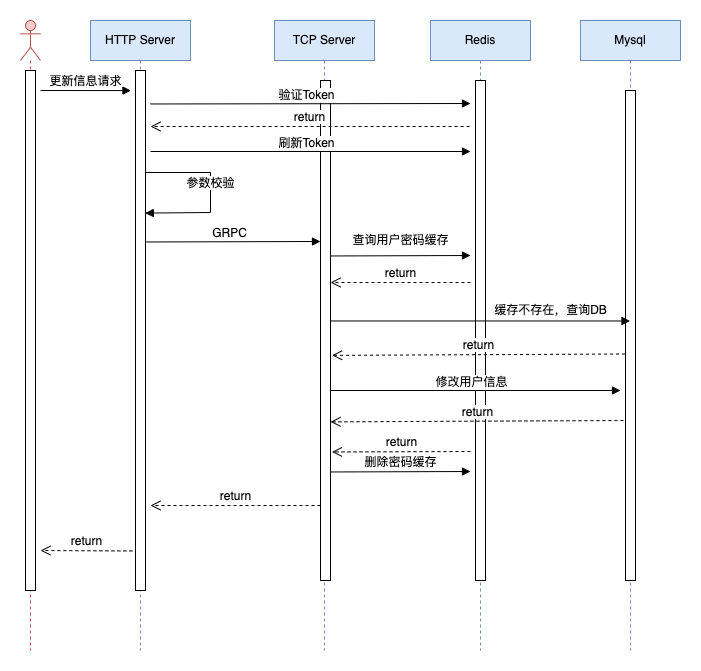 HTTP Server
TCP Server
Redis
Mysql
更新信息请求
验证Token
return
刷新Token
参数校验
GRPC
查询用户密码缓存
return
缓存不存在，查询DB
return
修改用户信息
return
return
删除密码缓存
return
return